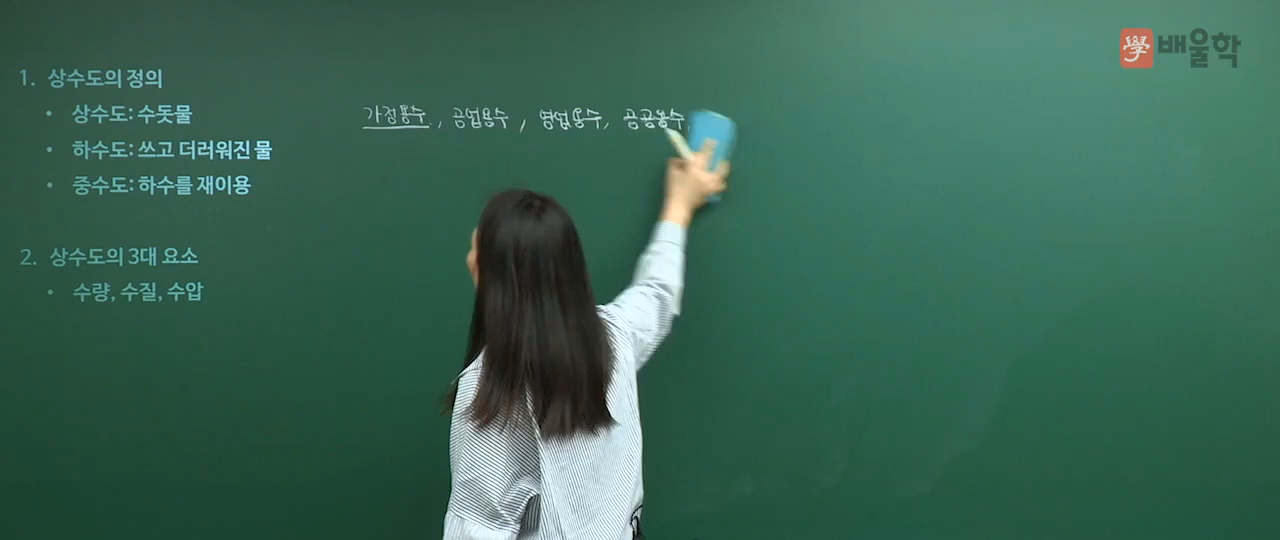 學 배울학
1. 상수도의 정의
• 상수도: 수돗물
• 하수도: 쓰고 더러워진 물
• 중수도: 하수를 재이용
2. 상수도의 3대 요소
• 수량, 수질, 수압
가정용수, 공업용수, 영업용수, 공공용수,